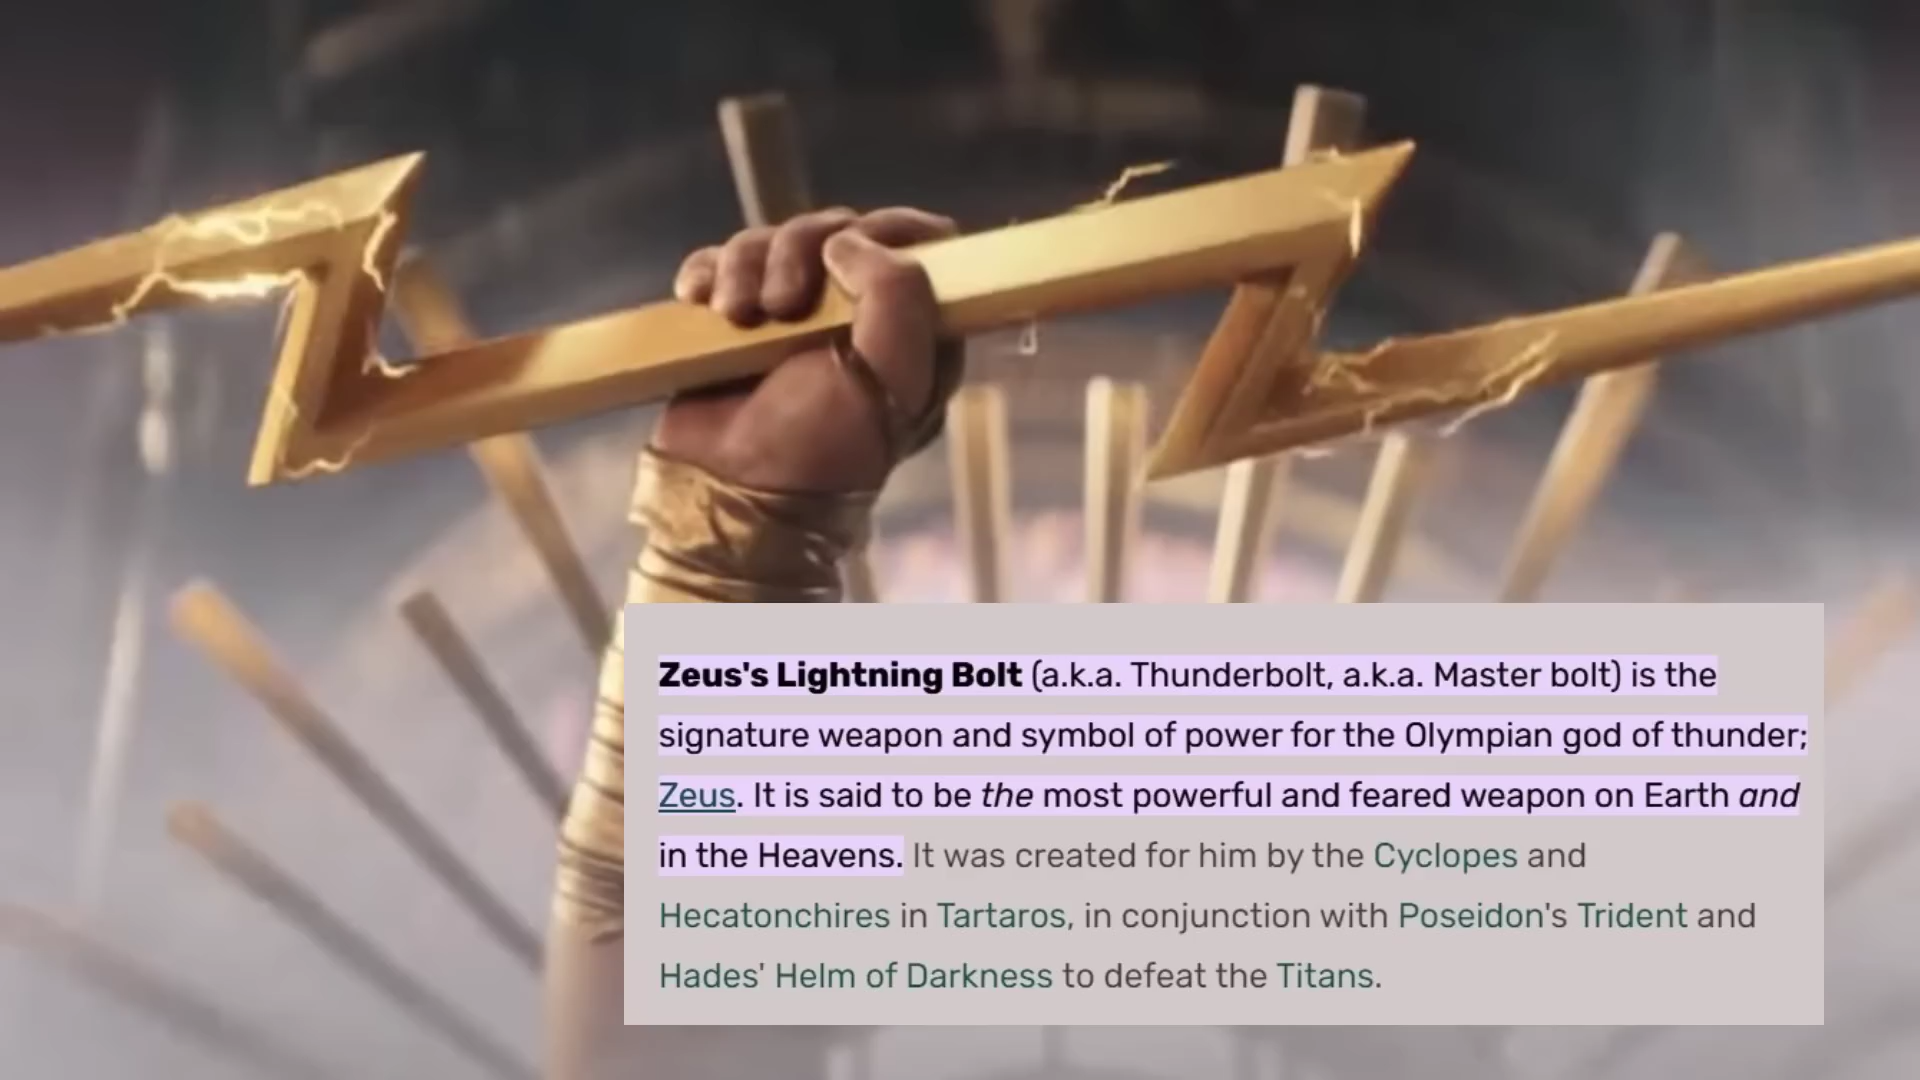 Zeus's Lightning Bolt (a.k.a. Thunderbolt, a.k.a. Master bolt) is the
signature weapon and symbol of power for the Olympian god of thunder;
Zeus. It is said to be the most powerful and feared weapon on Earth and
in the Heavens. It was created for him by the Cyclopes and
Hecatonchires in Tartaros, in conjunction with Poseidon's Trident and
Hades' Helm of Darkness to defeat the Titans.